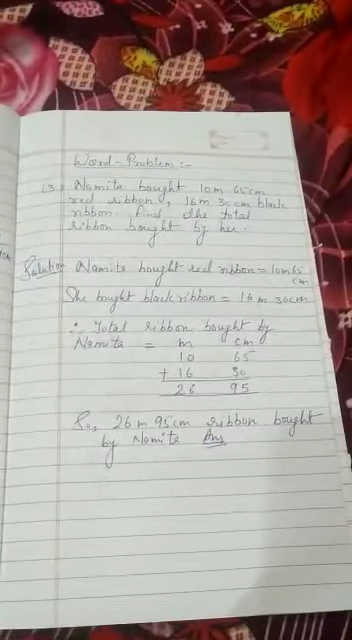 Word-Problem:-
(3) Namita bought 10m 65cm
red ribbon, 16m 30cm black
ribbon. find the total
ribbon bought by her.
Solution Namita bought red ribbon = 10m 65
cm
She bought black ribbon = 16 m 30cm
∴ Total ribbon bought by
Namita = m cm
10 65
+ 16 30
26 95
So, 26 m 95cm ribbon bought
by Namita Ans